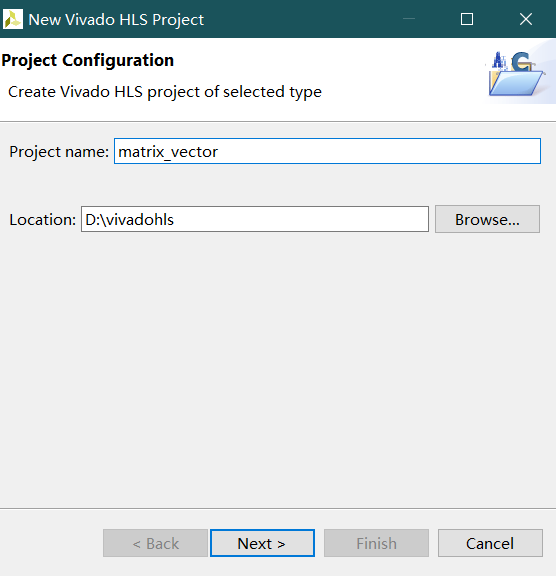 New Vivado HLS Project
Project Configuration
Create Vivado HLS project of selected type
Project name: matrix_vector
Location: D:\vivadohls Browse...
< Back Next > Finish Cancel